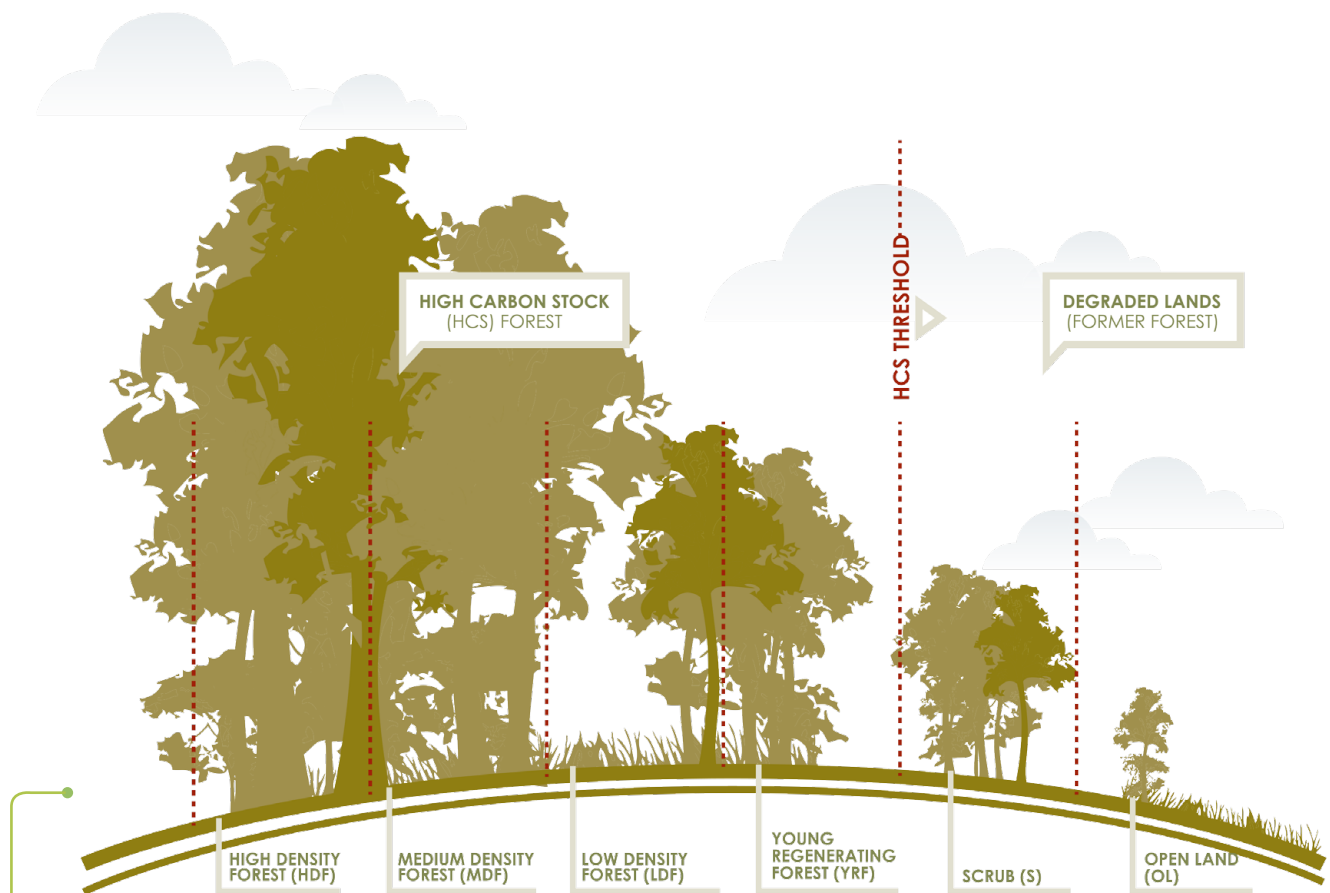 HIGH CARBON STOCK
(HCS) FOREST
HCS THRESHOLD
DEGRADED LANDS
(FORMER FOREST)
HIGH DENSITY
FOREST (HDF)
MEDIUM DENSITY
FOREST (MDF)
LOW DENSITY
FOREST (LDF)
YOUNG
REGENERATING
FOREST (YRF)
SCRUB (S)
OPEN LAND
(OL)